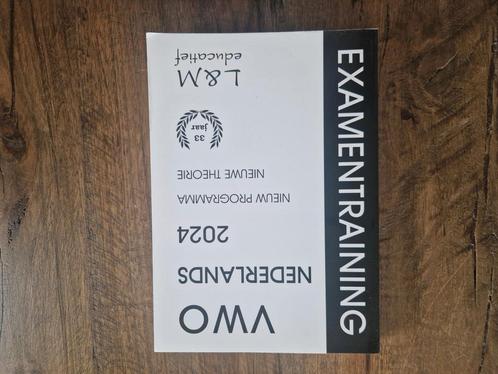 EXAMENTRAINING
VWO
NEDERLANDS
2024
NIEUW PROGRAMMA
NIEUWE THEORIE
33
jaar
L&M
educatief